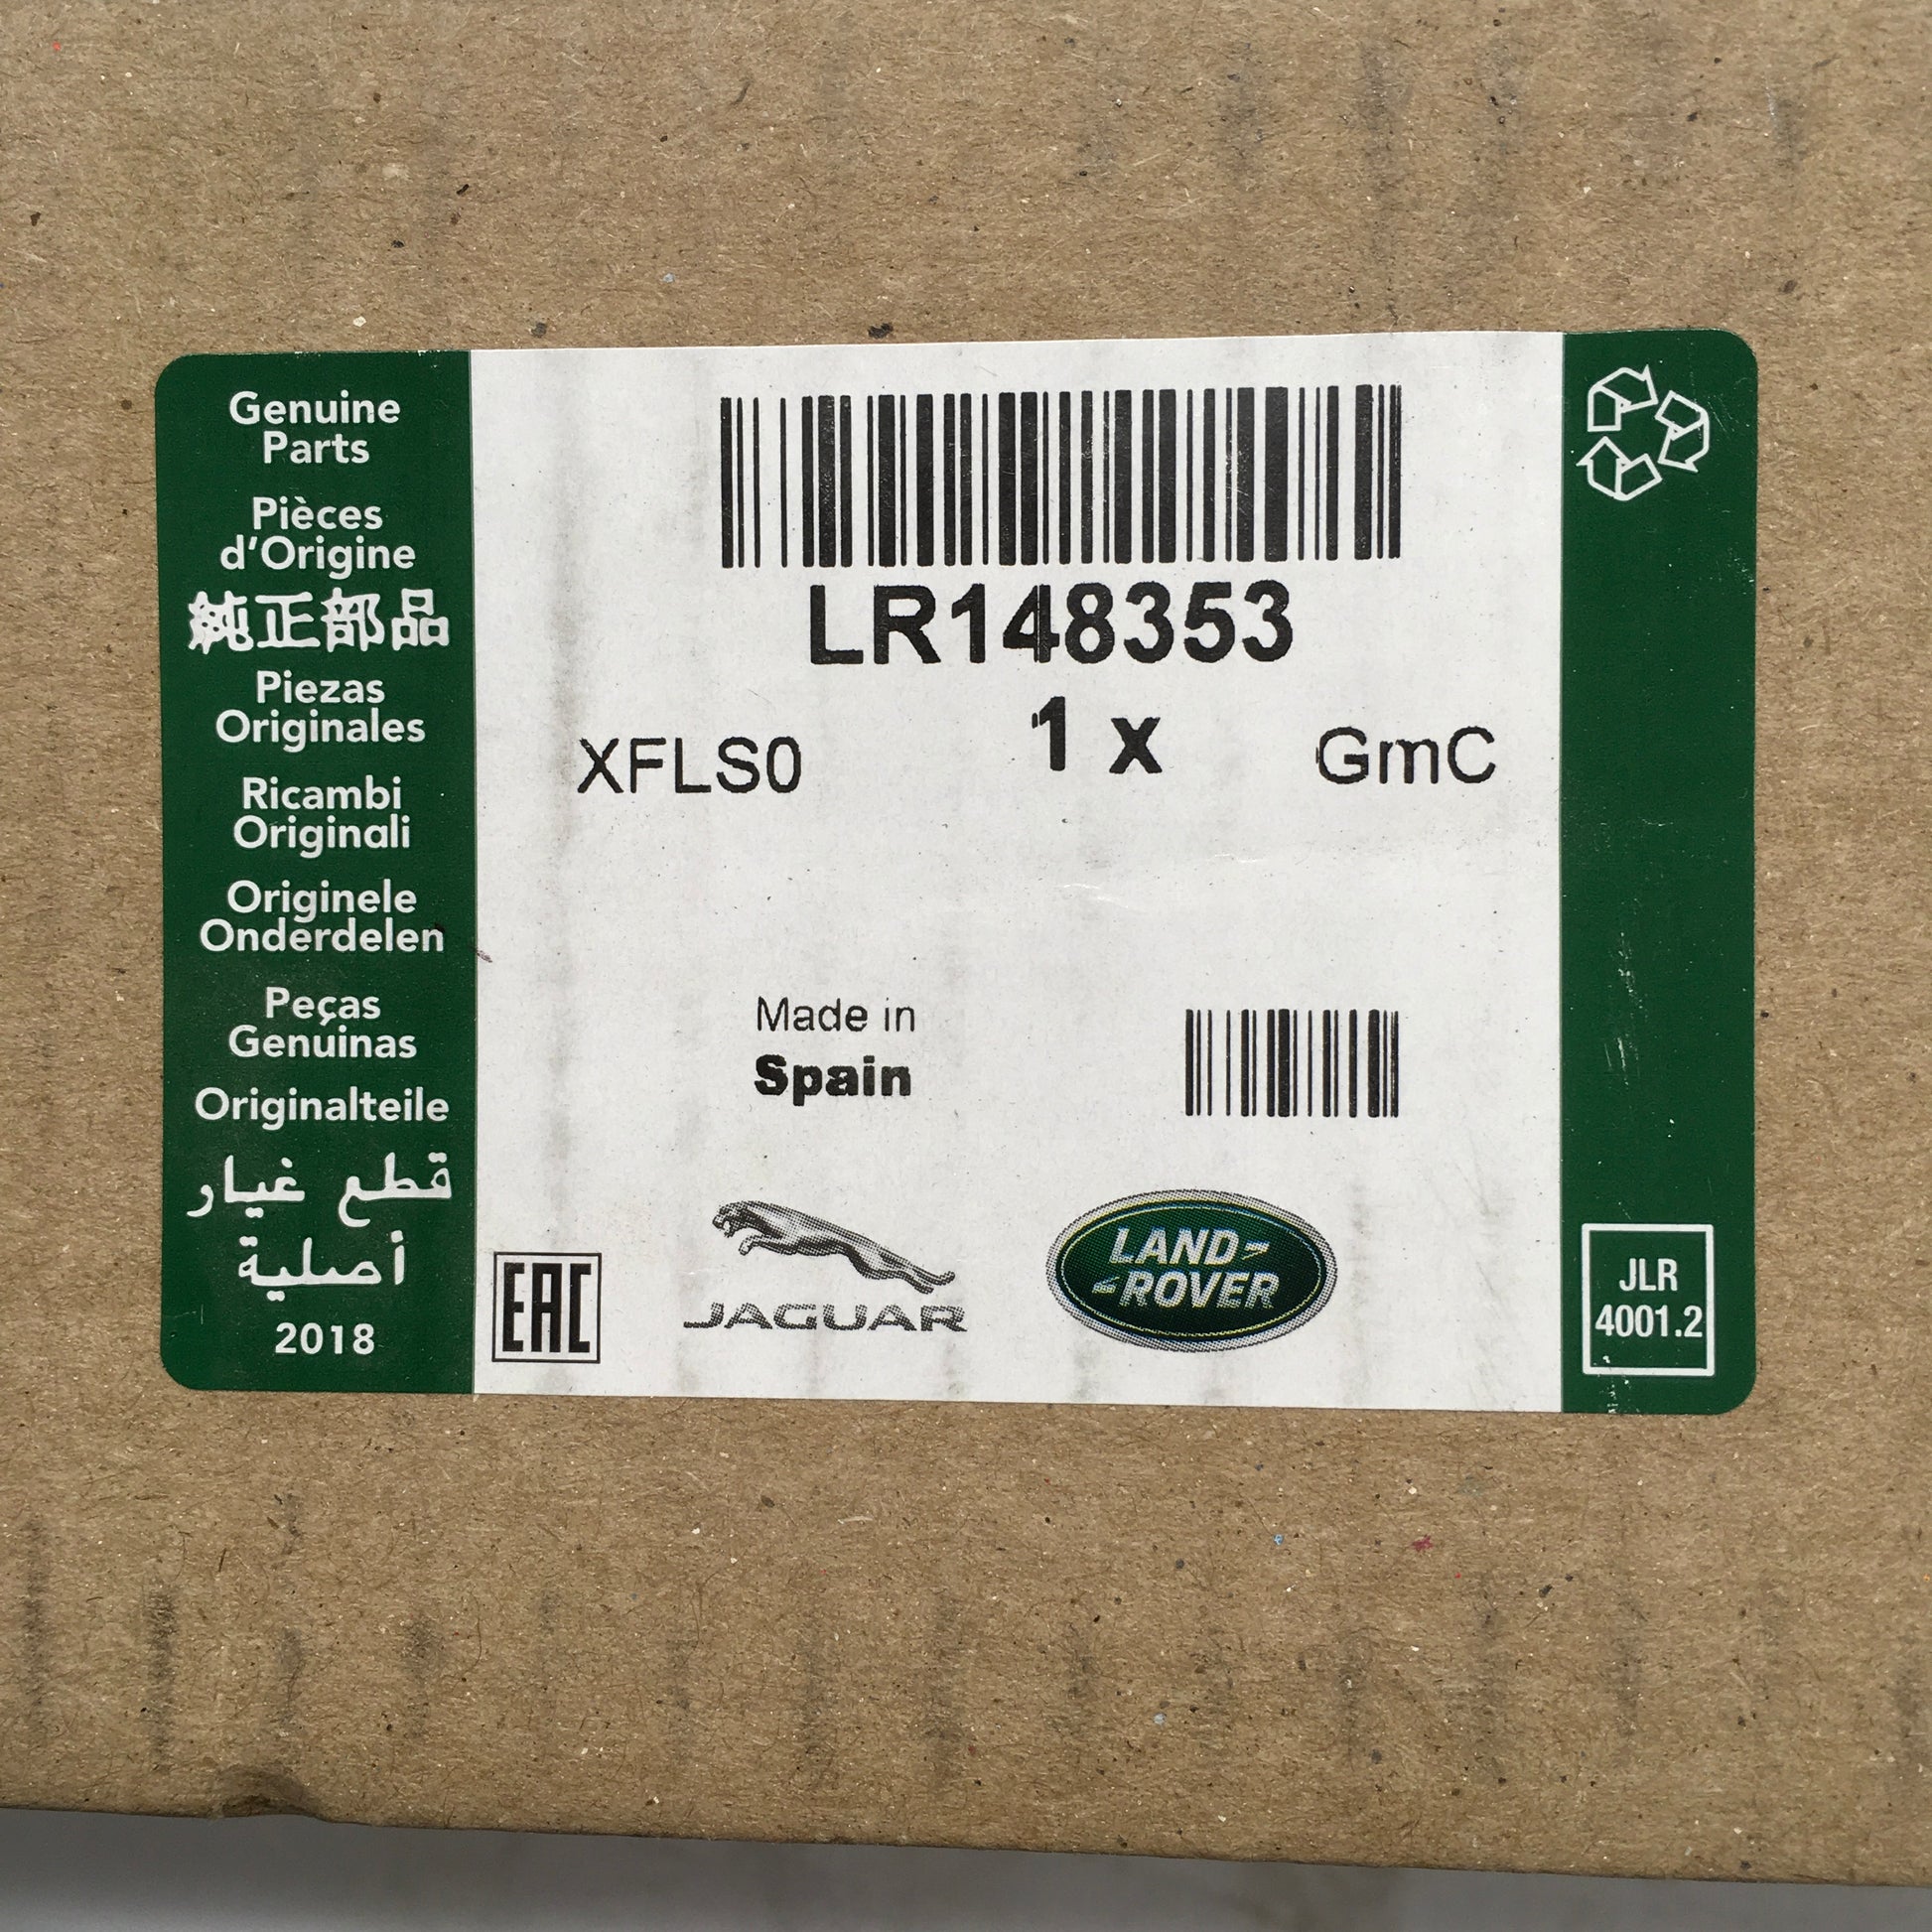 Genuine
Parts
Pièces
d'Origine
純正部品
Piezas
Originales
Ricambi
Originali
Originele
Onderdelen
Peças
Genuinas
Originalteile
قطع غيار
أصلية
2018
LR148353
1 x
XFLS0
GmC
Made in
Spain
EAC
JAGUAR
LAND-
-ROVER
JLR
4001.2